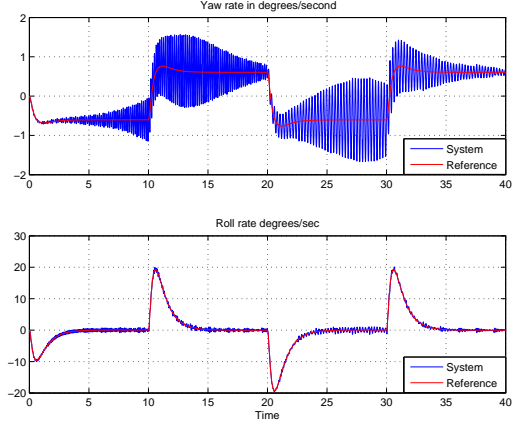 Yaw rate in degrees/second
2
1
0
−1
−2
0 5 10 15 20 25 30 35 40
System
Reference
Roll rate degrees/sec
30
20
10
0
−10
−20
0 5 10 15 20 25 30 35 40
Time
System
Reference